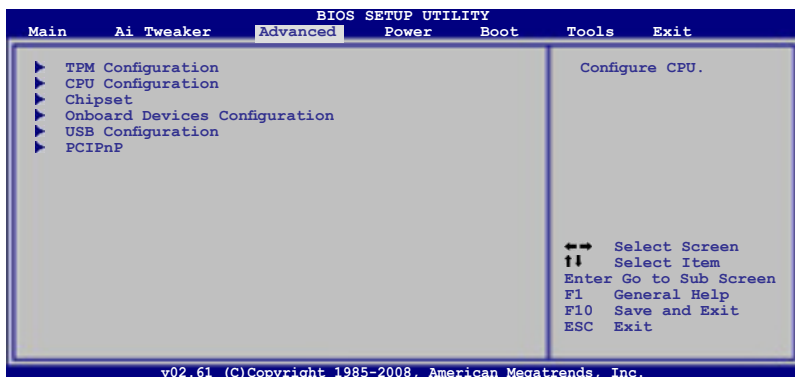 BIOS SETUP UTILITY
Main Ai Tweaker Advanced Power Boot Tools Exit
TPM Configuration
CPU Configuration
Chipset
Onboard Devices Configuration
USB Configuration
PCIPnP
Configure CPU.
Select Screen
Select Item
Enter Go to Sub Screen
F1 General Help
F10 Save and Exit
ESC Exit
v02.61 (C)Copyright 1985-2008, American Megatrends, Inc.